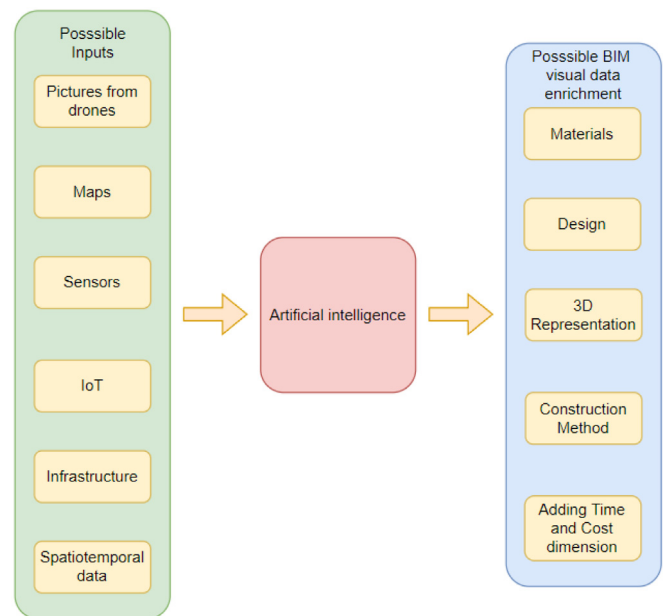 Posssible
Inputs
Pictures from
drones
Maps
Sensors
IoT
Infrastructure
Spatiotemporal
data
Artificial intelligence
Posssible BIM
visual data
enrichment
Materials
Design
3D
Representation
Construction
Method
Adding Time
and Cost
dimension